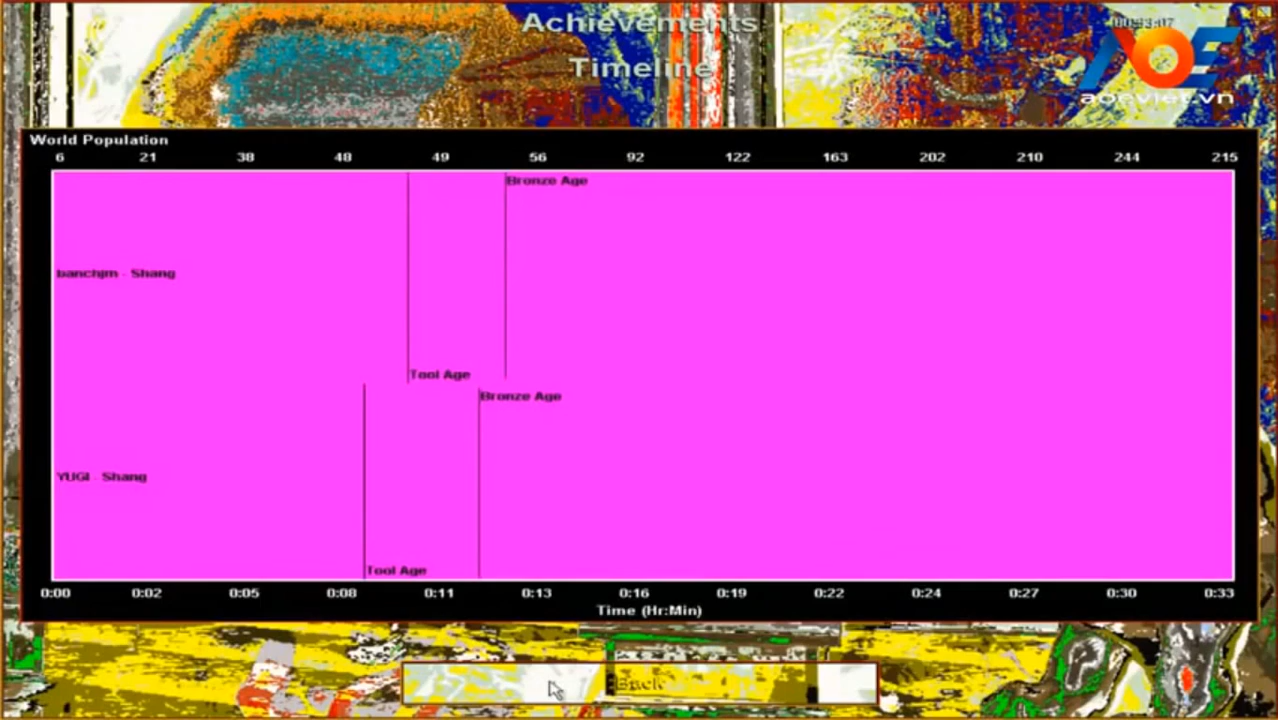 Achievements
Timeline
AOE
aoeviet.vn
World Population
6 21 38 48 49 56 92 122 163 202 210 244 215
Bronze Age
banchjm - Shang
Tool Age
Bronze Age
YUGI - Shang
Tool Age
0:00 0:02 0:05 0:08 0:11 0:13 0:16 0:19 0:22 0:24 0:27 0:30 0:33
Time (Hr:Min)
Back